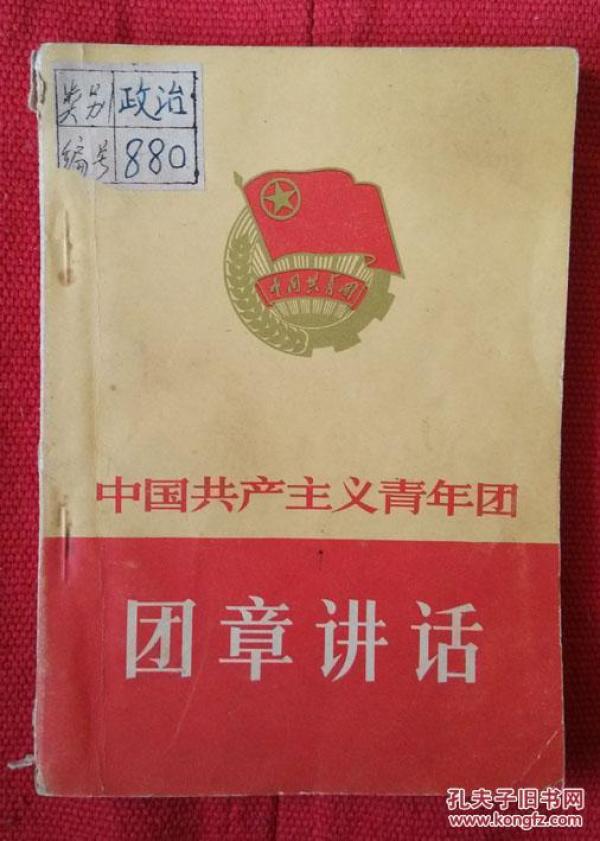 类别 政治
编号 880
中国共青团
中国共产主义青年团
团章讲话
孔夫子旧书网
www.kongfz.com